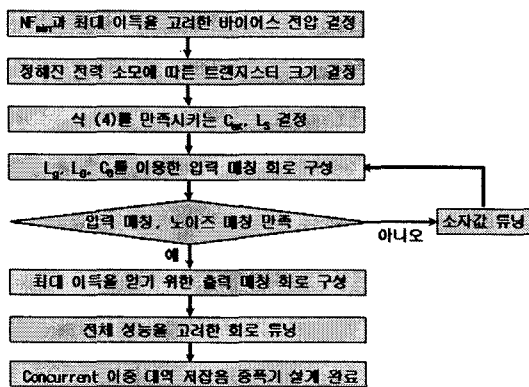 NFmin과 최대 이득을 고려한 바이어스 전압 결정
정해진 전력 소모에 따른 트랜지스터 크기 결정
식 (4)를 만족시키는 Cex, Ls 결정
Lg, L0, C0를 이용한 입력 매칭 회로 구성
입력 매칭, 노이즈 매칭 만족
아니오
소자값 튜닝
예
최대 이득을 얻기 위한 출력 매칭 회로 구성
전체 성능을 고려한 회로 튜닝
Concurrent 이중 대역 저잡음 증폭기 설계 완료